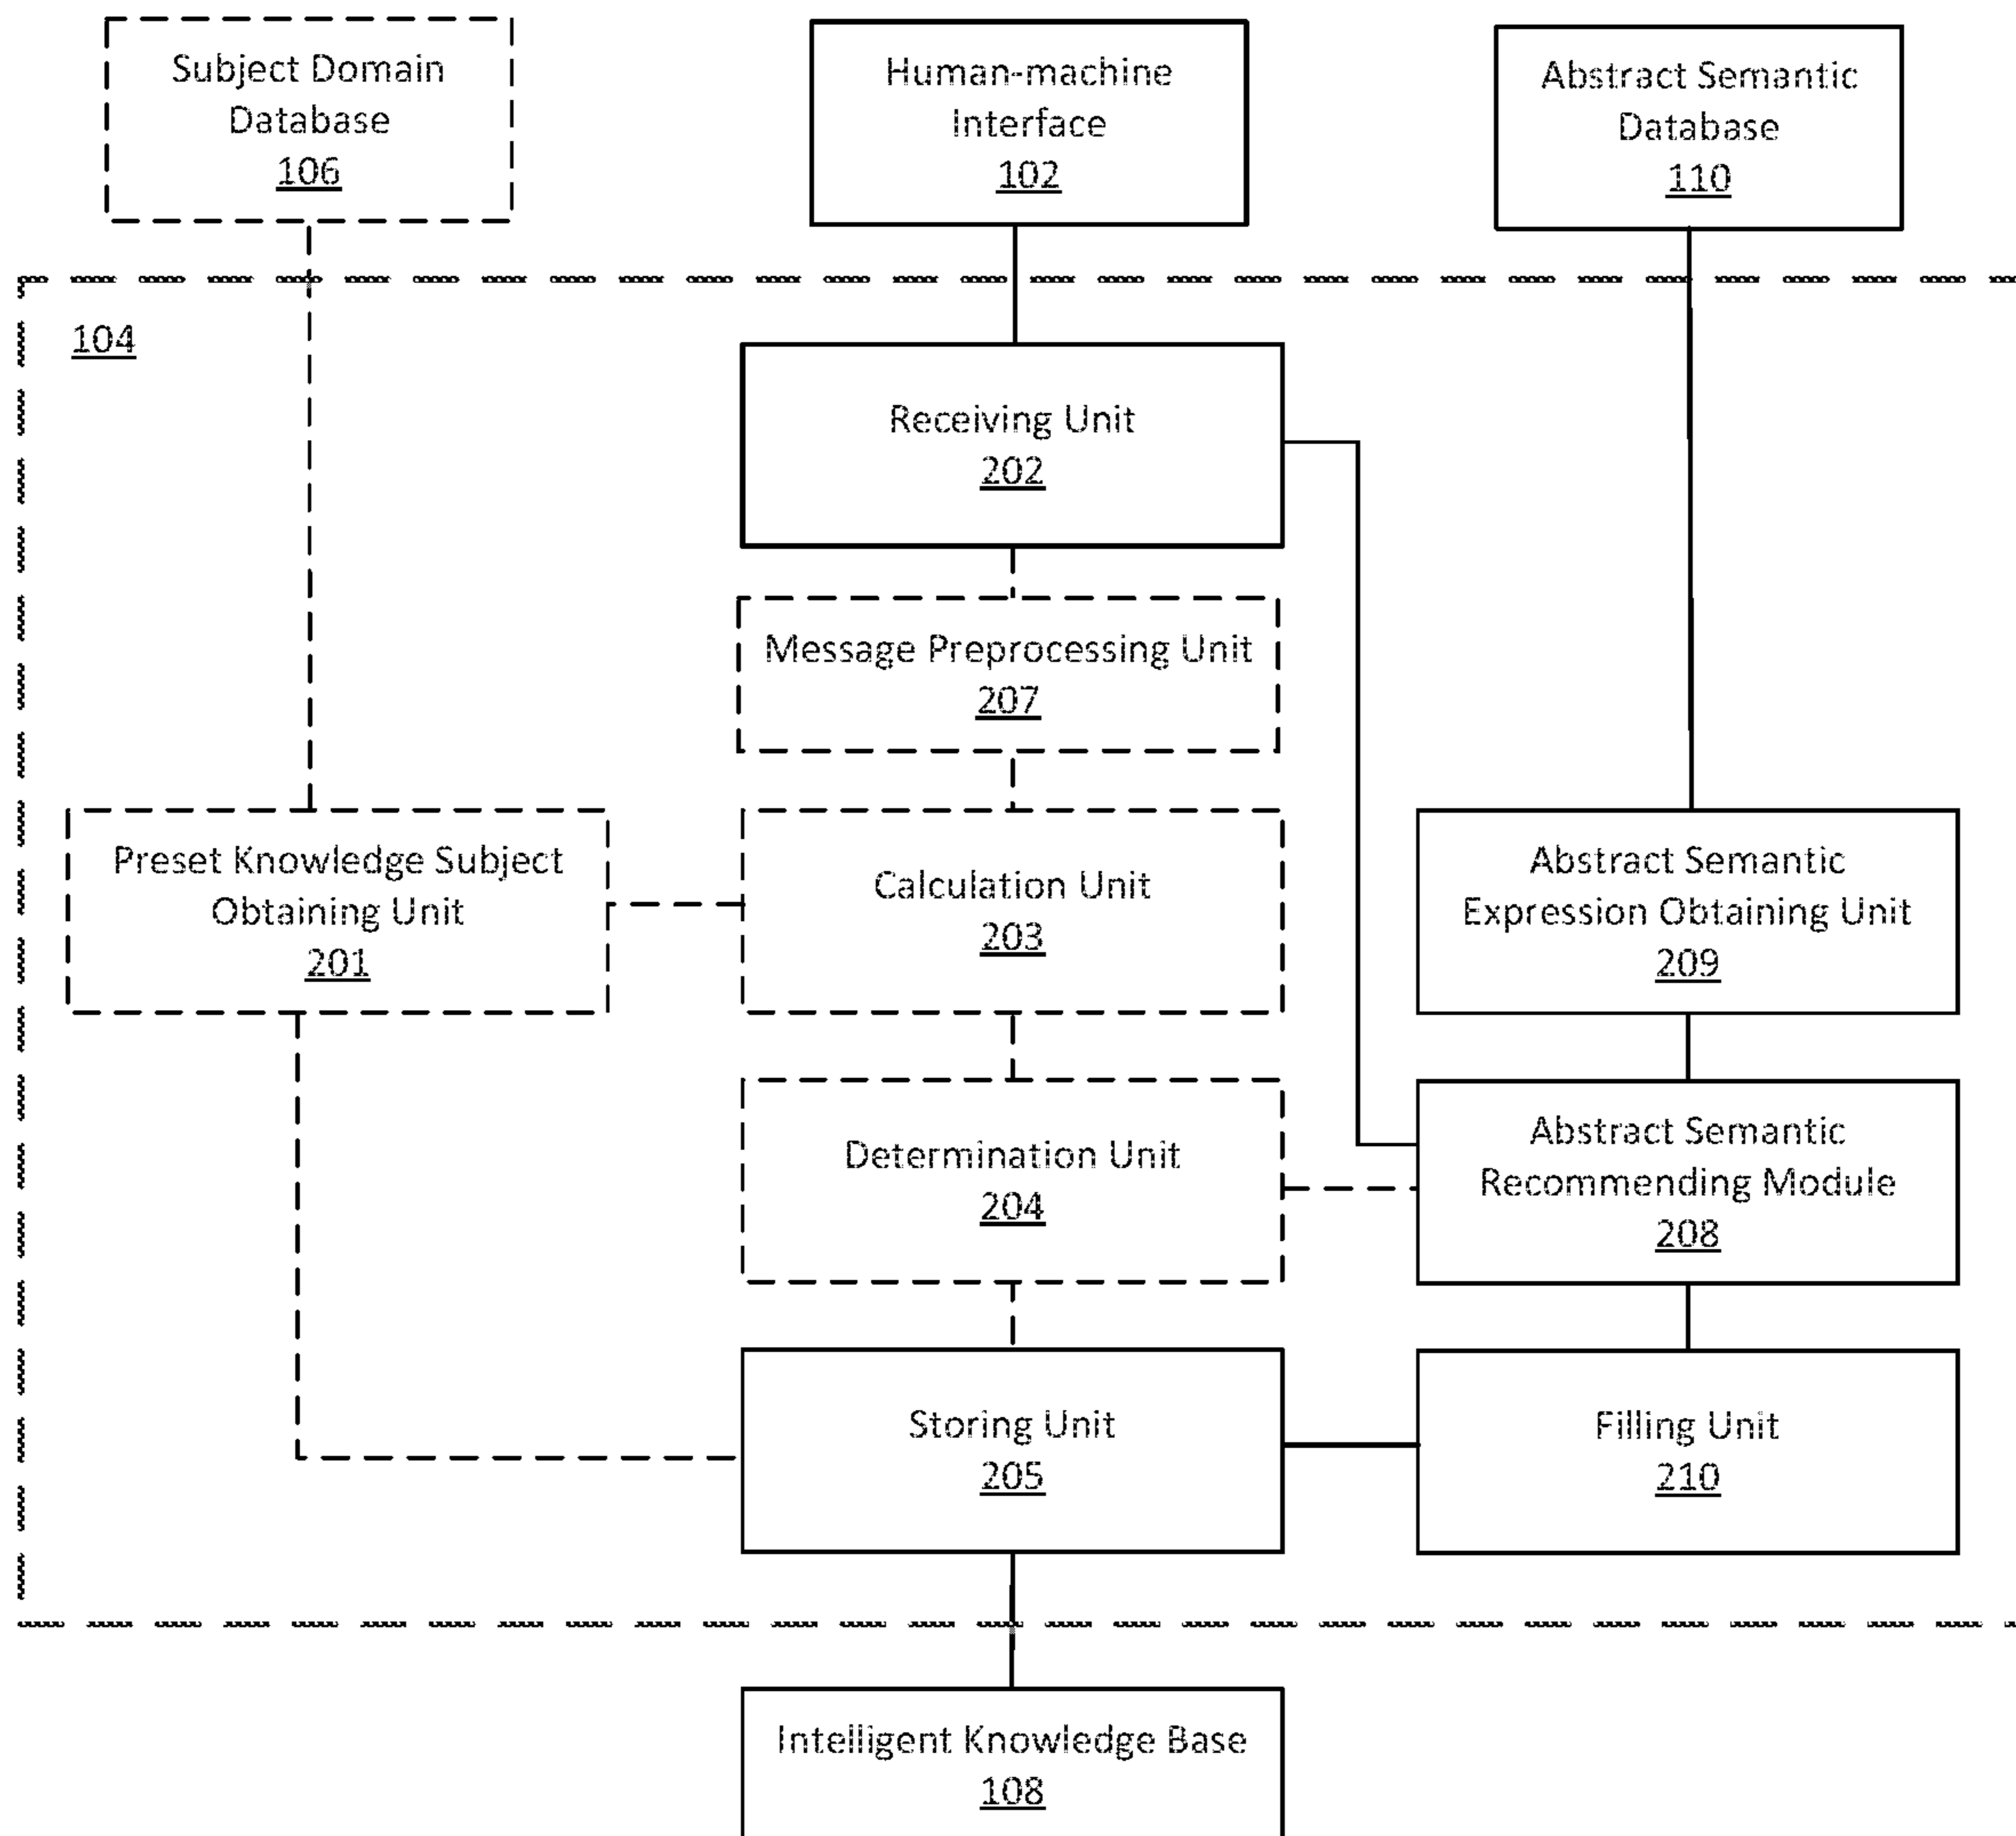 Subject Domain
Database
106
Human-machine
Interface
102
Abstract Semantic
Database
110
104
Receiving Unit
202
Message Preprocessing Unit
207
Preset Knowledge Subject
Obtaining Unit
201
Calculation Unit
203
Abstract Semantic
Expression Obtaining Unit
209
Determination Unit
204
Abstract Semantic
Recommending Module
208
Storing Unit
205
Filling Unit
210
Intelligent Knowledge Base
108